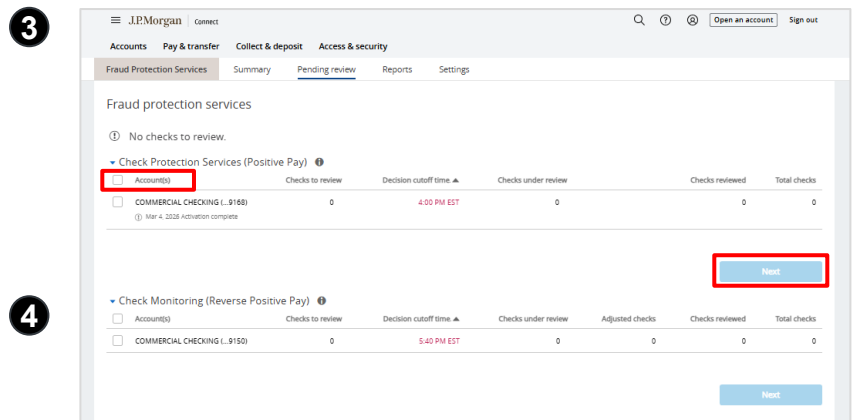 3
J.P.Morgan | Connect Open an account Sign out
Accounts Pay & transfer Collect & deposit Access & security
Fraud Protection Services Summary Pending review Reports Settings
Fraud protection services
No checks to review.
Check Protection Services (Positive Pay)
Account(s) Checks to review Decision cutoff time Checks under review Checks reviewed Total checks
COMMERCIAL CHECKING (...9168) 0 4:00 PM EST 0 0 0
Mar 4, 2026 Activation complete
Next
4
Check Monitoring (Reverse Positive Pay)
Account(s) Checks to review Decision cutoff time Checks under review Adjusted checks Checks reviewed Total checks
COMMERCIAL CHECKING (...9150) 0 5:40 PM EST 0 0 0 0
Next